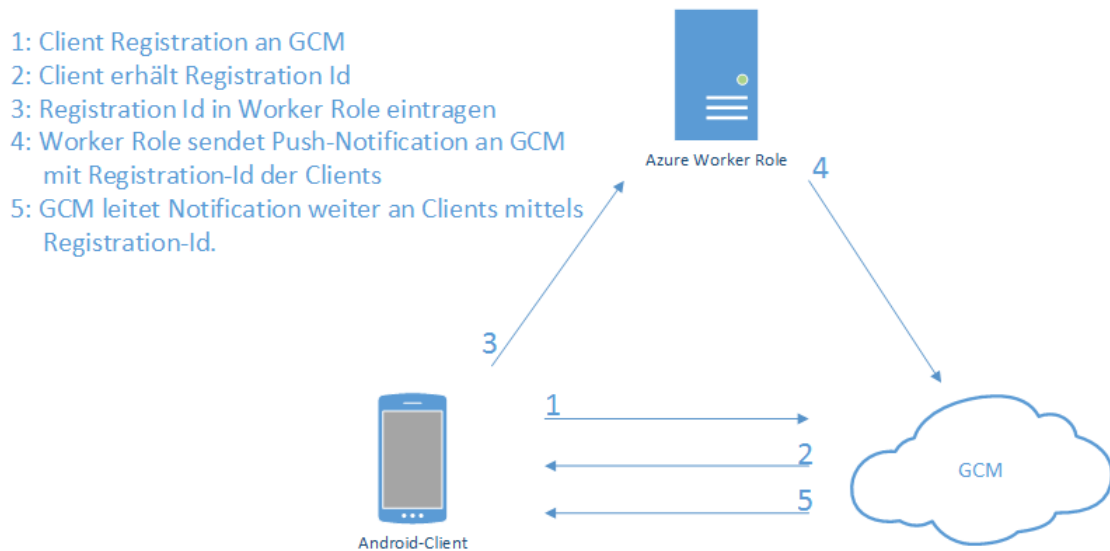 1: Client Registration an GCM
2: Client erhält Registration Id
3: Registration Id in Worker Role eintragen
4: Worker Role sendet Push-Notification an GCM
mit Registration-Id der Clients
5: GCM leitet Notification weiter an Clients mittels
Registration-Id.
Azure Worker Role
4
3
1
2
GCM
5
Android-Client